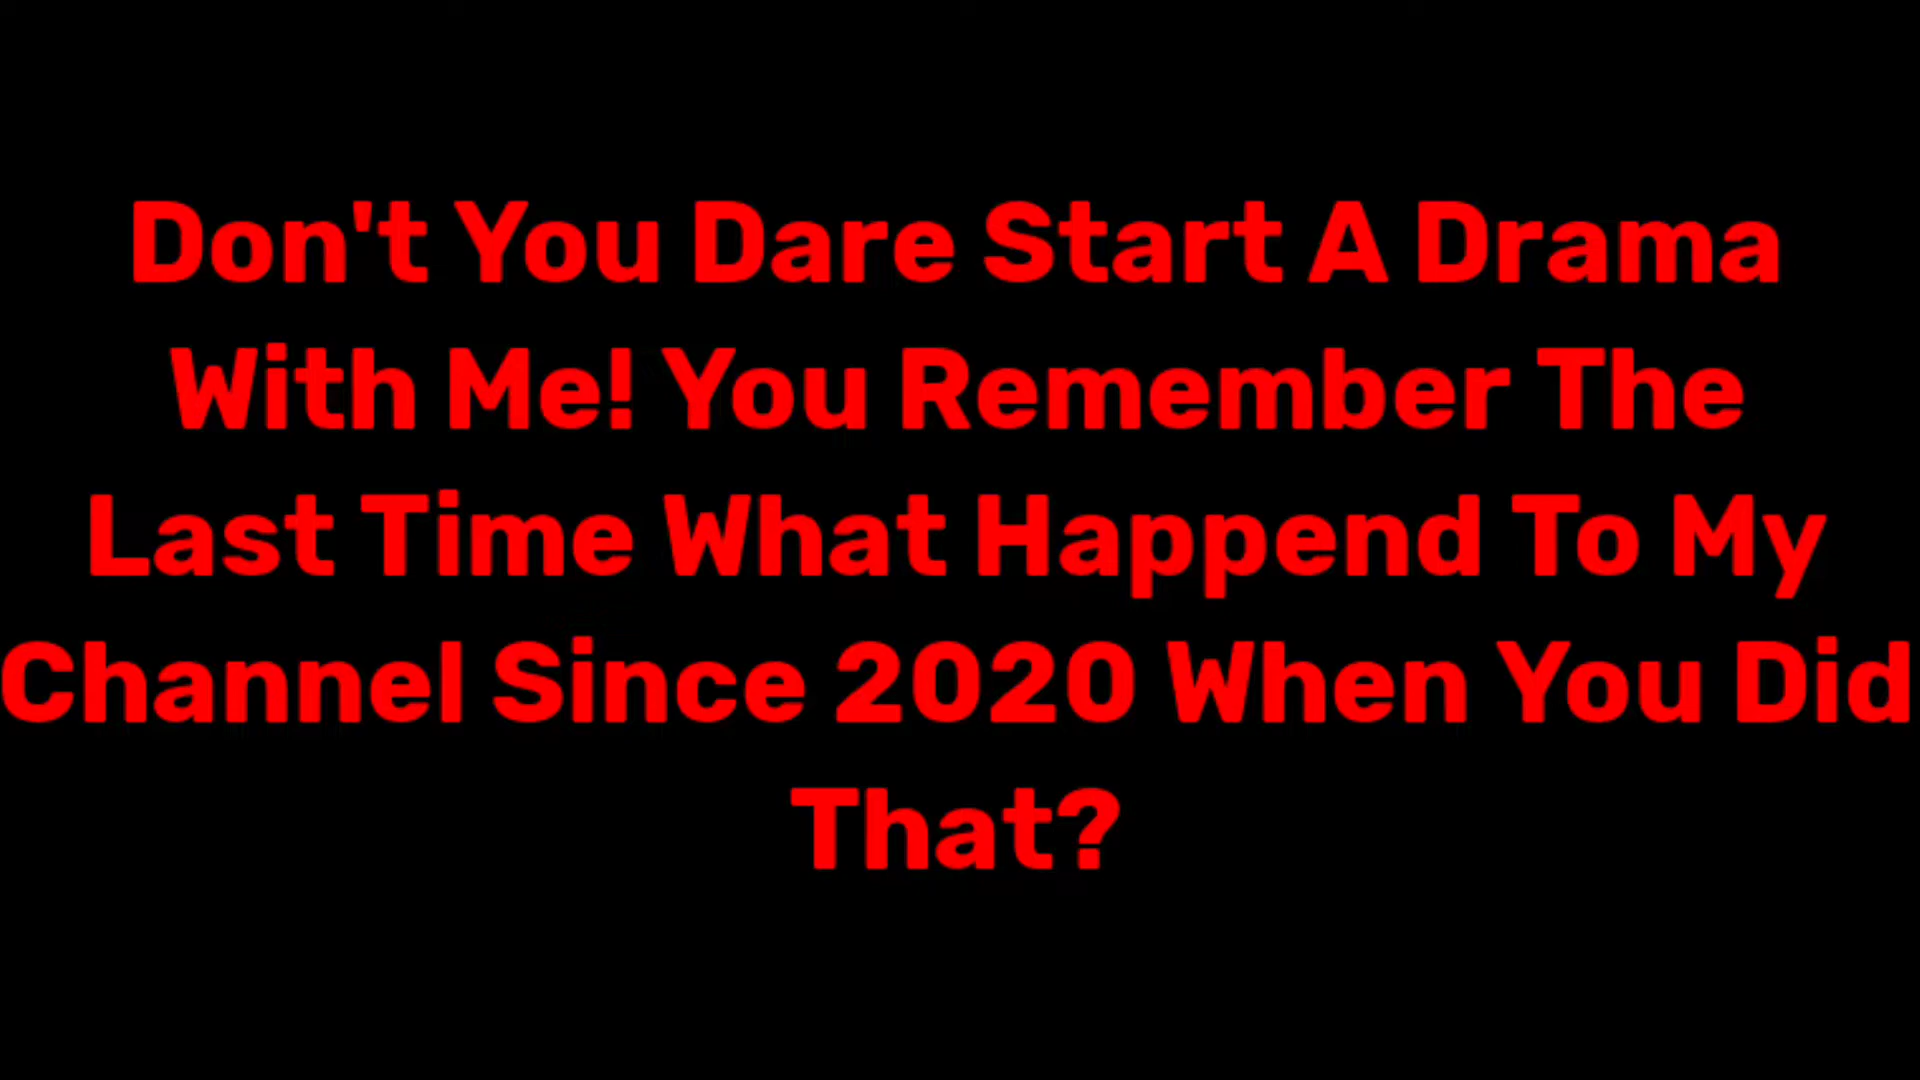 Don't You Dare Start A Drama
With Me! You Remember The
Last Time What Happend To My
Channel Since 2020 When You Did
That?